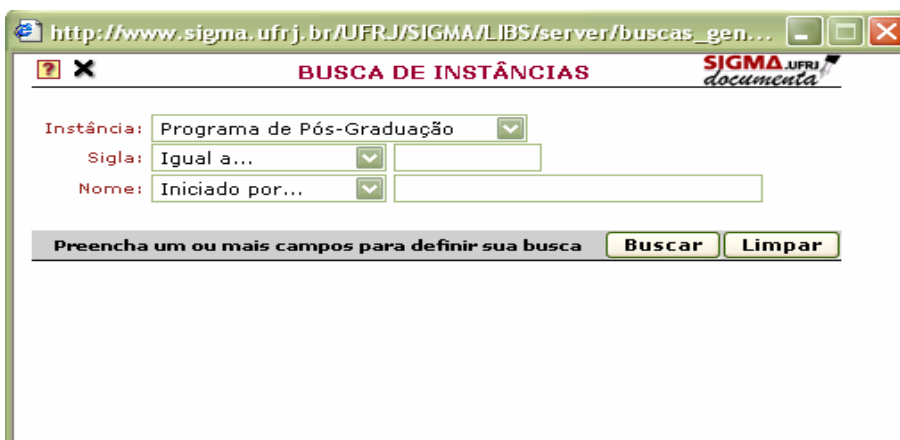 http://www.sigma.ufrj.br/UFRJ/SIGMA/LIBS/server/buscas_gen...
? BUSCA DE INSTÂNCIAS SIGMA.UFRJ
documenta
Instância: Programa de Pós-Graduação
Sigla: Igual a...
Nome: Iniciado por...
Preencha um ou mais campos para definir sua busca Buscar Limpar